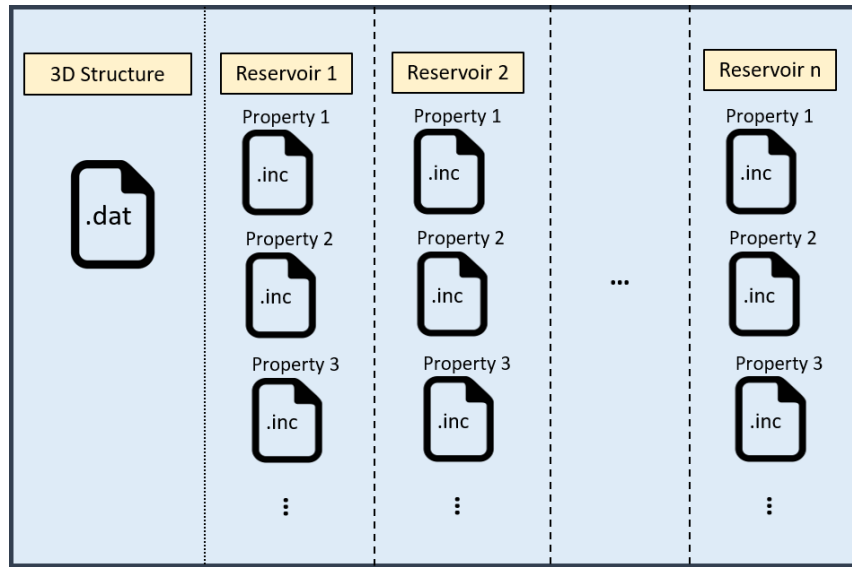 3D Structure
Reservoir 1
Property 1
.inc
Property 2
.inc
Property 3
.inc
Reservoir 2
Property 1
.inc
Property 2
.inc
Property 3
.inc
...
Reservoir n
Property 1
.inc
Property 2
.inc
Property 3
.inc
.dat